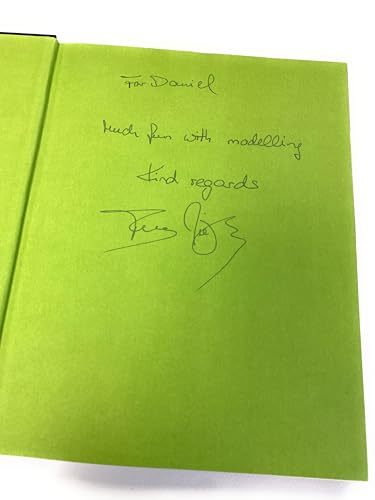 For Daniel
Much fun with modelling
Kind regards